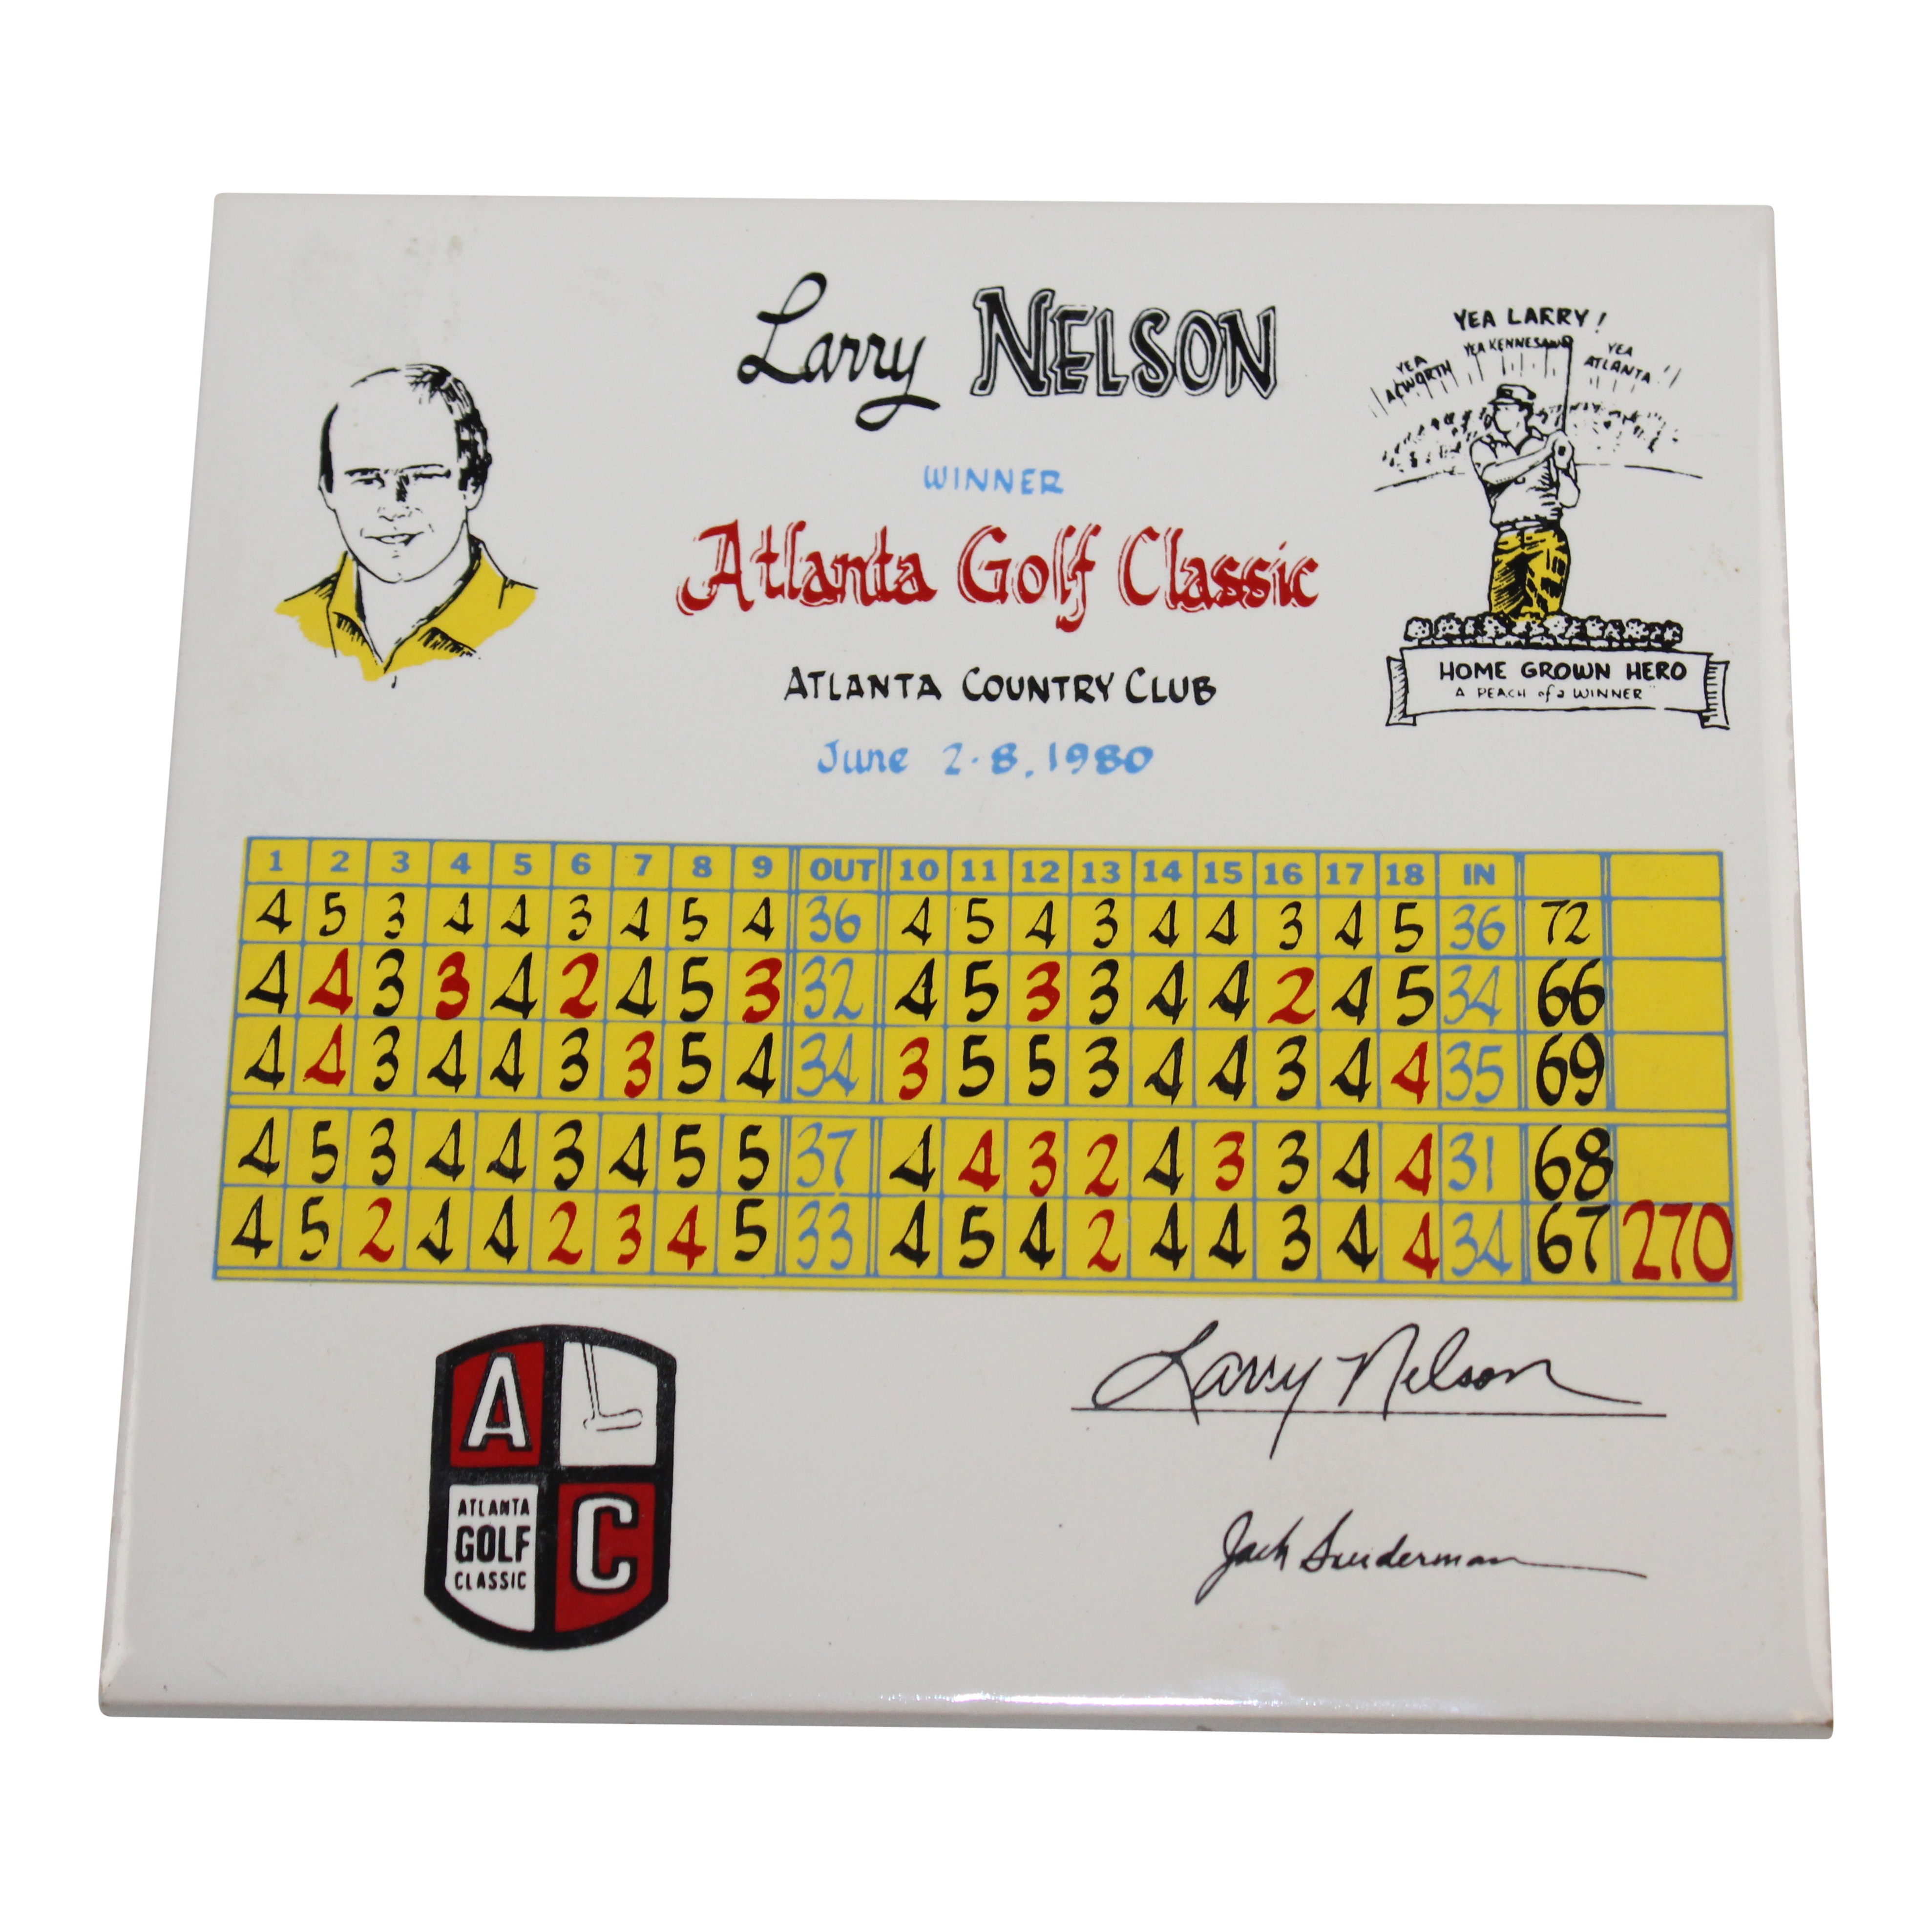 Larry NELSON
WINNER
Atlanta Golf Classic
ATLANTA COUNTRY CLUB
June 2-8, 1980
YEA LARRY!
YEA ACWORTH YEA KENNESAW YEA ATLANTA!
HOME GROWN HERO
A PEACH of a WINNER"
1 2 3 4 5 6 7 8 9 OUT 10 11 12 13 14 15 16 17 18 IN
4 5 3 4 4 3 4 5 4 36 4 5 4 3 4 4 3 4 5 36 72
4 4 3 3 4 2 4 5 3 32 4 5 3 3 4 4 2 4 5 34 66
4 4 3 4 4 3 3 5 4 34 3 5 5 3 4 4 3 4 4 35 69
4 5 3 4 4 3 4 5 5 37 4 4 3 2 4 3 3 4 4 31 68
4 5 2 4 4 2 3 4 5 33 4 5 4 2 4 4 3 4 4 34 67 270
A
ATLANTA
GOLF
CLASSIC
C
Larry Nelson
Jack Sunderman